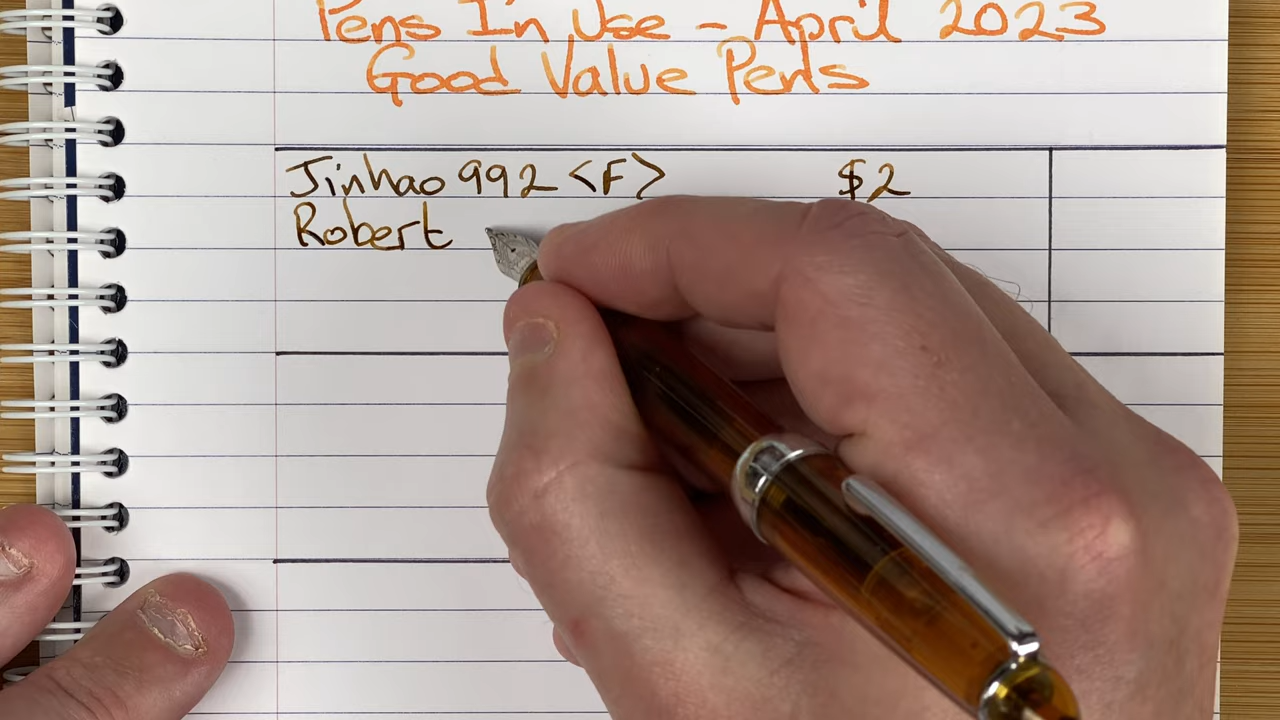 Pens In Use - April 2023
Good Value Pens
Jinhao 992 <F> $2
Robert